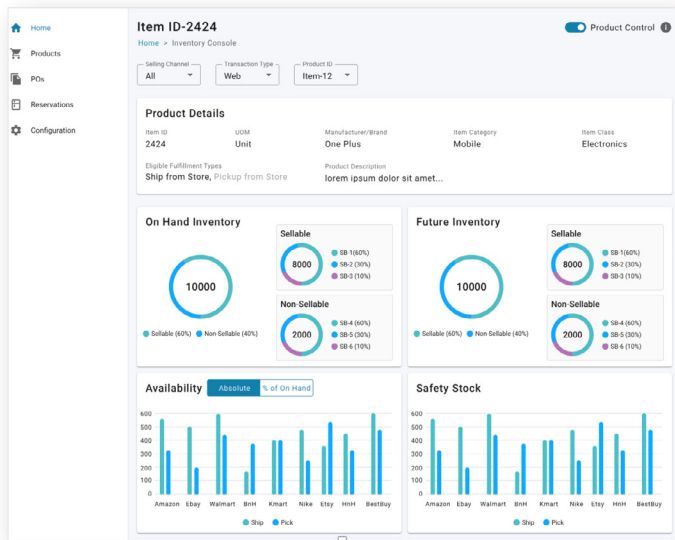 Home
Products
POs
Reservations
Configuration
Item ID-2424
Home > Inventory Console
Product Control
Selling Channel
All
Transaction Type
Web
Product ID
Item-12
Product Details
Item ID
2424
UOM
Unit
Manufacturer/Brand
One Plus
Item Category
Mobile
Item Class
Electronics
Eligible Fulfillment Types
Ship from Store, Pickup from Store
Product Description
lorem ipsum dolor sit amet...
On Hand Inventory
10000
Sellable (60%) Non-Sellable (40%)
Sellable
8000
SB-1(60%)
SB-2 (30%)
SB-3 (10%)
Non-Sellable
2000
SB-4 (60%)
SB-5 (30%)
SB-6 (10%)
Future Inventory
10000
Sellable (60%) Non Sellable (40%)
Sellable
8000
SB-1(60%)
SB-2 (30%)
SB-3 (10%)
Non-Sellable
2000
SB-4 (60%)
SB-5 (30%)
SB 6 (10%)
Availability Absolute % of On Hand
600
500
400
300
200
100
0
Amazon Ebay Walmart BnH Kmart Nike Etsy HnH BestBuy
Ship Pick
Safety Stock
600
500
400
300
200
100
0
Amazon Ebay Walmart BnH Kmart Nike Etsy HnH BestBuy
Ship Pick